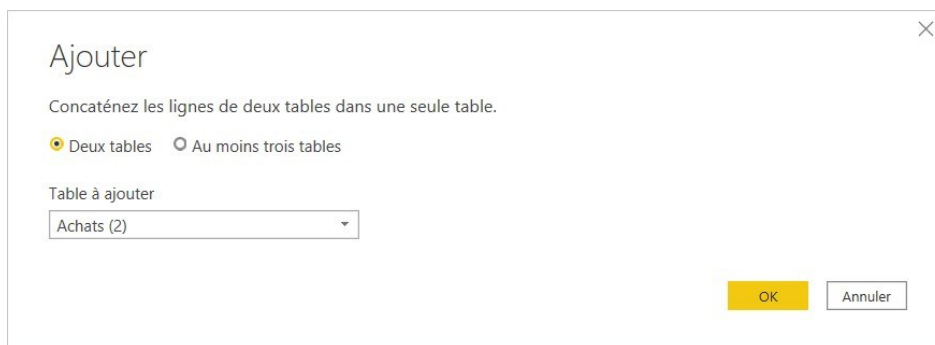 Ajouter
Concaténez les lignes de deux tables dans une seule table.
Deux tables Au moins trois tables
Table à ajouter
Achats (2)
OK Annuler